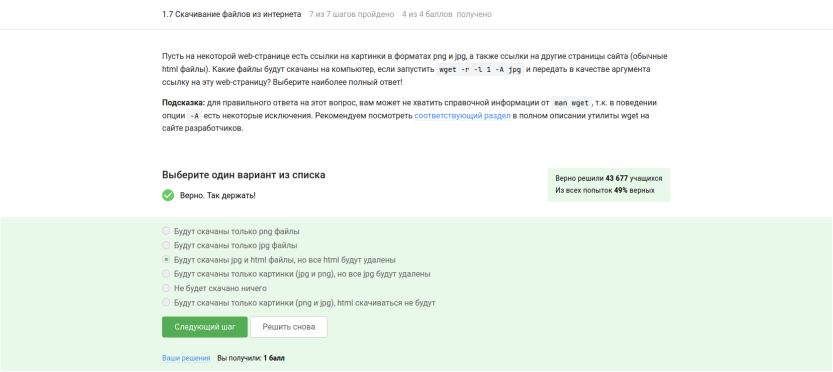 1.7 Скачивание файлов из интернета 7 из 7 шагов пройдено 4 из 4 баллов получено
Пусть на некоторой web-странице есть ссылки на картинки в форматах png и jpg, а также ссылки на другие страницы сайта (обычные
html файлы). Какие файлы будут скачаны на компьютер, если запустить wget -r -l 1 -A jpg и передать в качестве аргумента
ссылку на эту web-страницу? Выберите наиболее полный ответ!
Подсказка: для правильного ответа на этот вопрос, вам может не хватить справочной информации от man wget, т.к. в поведении
опции -A есть некоторые исключения. Рекомендуем посмотреть соответствующий раздел в полном описании утилиты wget на
сайте разработчиков.
Выберите один вариант из списка
Верно. Так держать!
Верно решили 43 677 учащихся
Из всех попыток 49% верных
Будут скачаны только png файлы
Будут скачаны только jpg файлы
Будут скачаны jpg и html файлы, но все html будут удалены
Будут скачаны только картинки (jpg и png), но все jpg будут удалены
Не будет скачано ничего
Будут скачаны только картинки (png и jpg), html скачиваться не будут
Следующий шаг Решить снова
Ваши решения Вы получили: 1 балл